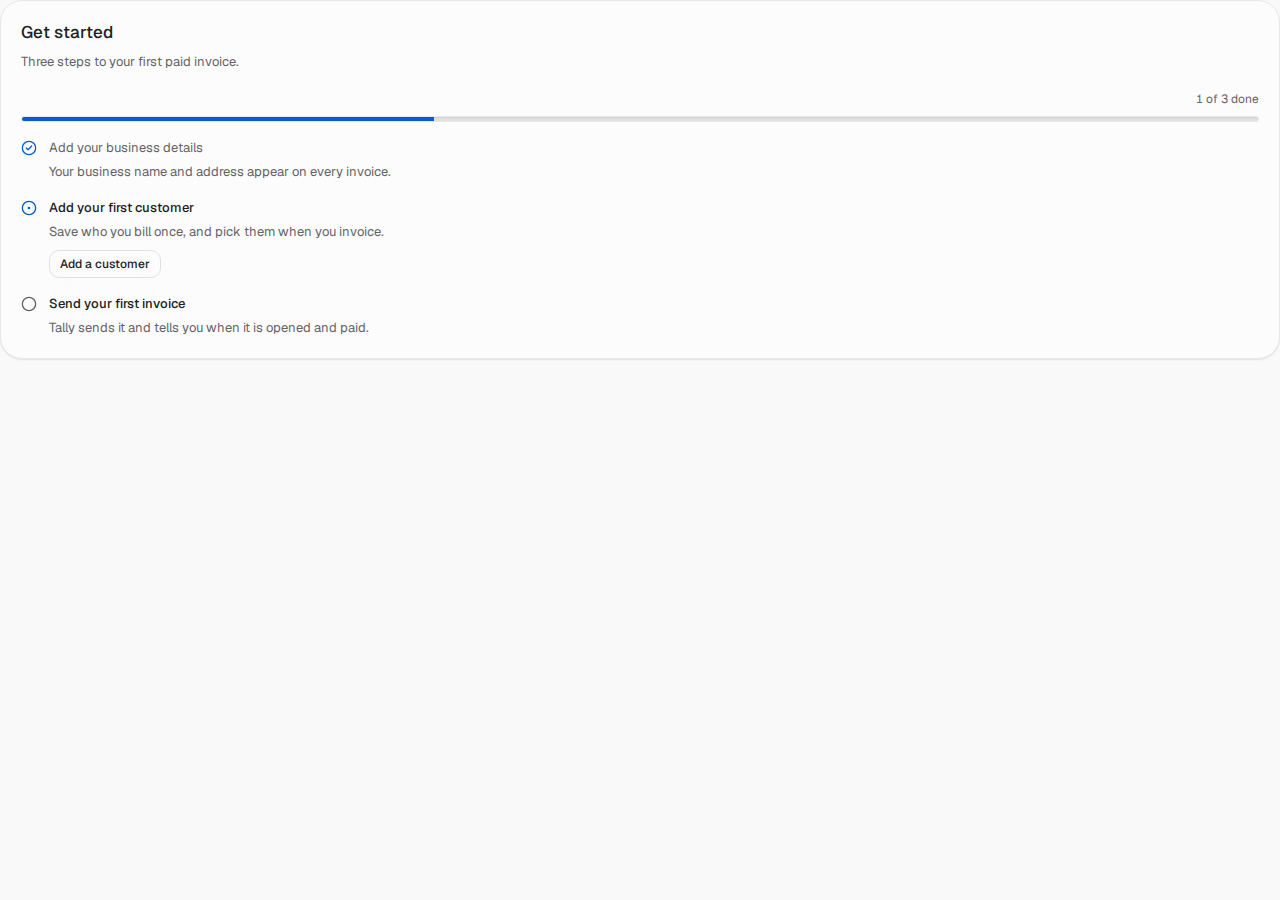 Get started
Three steps to your first paid invoice.
1 of 3 done
Add your business details
Your business name and address appear on every invoice.
Add your first customer
Save who you bill once, and pick them when you invoice.
Add a customer
Send your first invoice
Tally sends it and tells you when it is opened and paid.